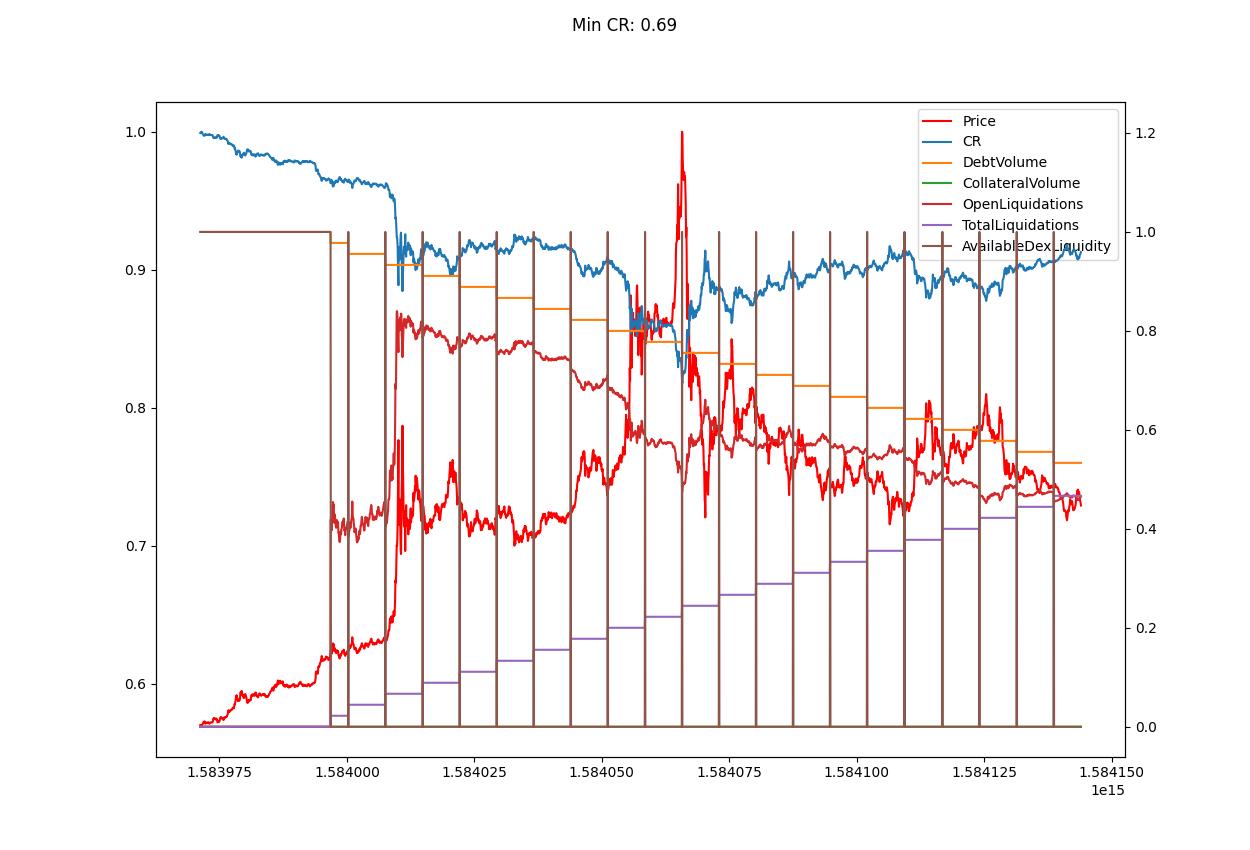 Min CR: 0.69
1.0
0.9
0.8
0.7
0.6
1.2
1.0
0.8
0.6
0.4
0.2
0.0
Price
CR
DebtVolume
CollateralVolume
OpenLiquidations
TotalLiquidations
AvailableDexLiquidity
1.583975 1.584000 1.584025 1.584050 1.584075 1.584100 1.584125 1.584150
1e15